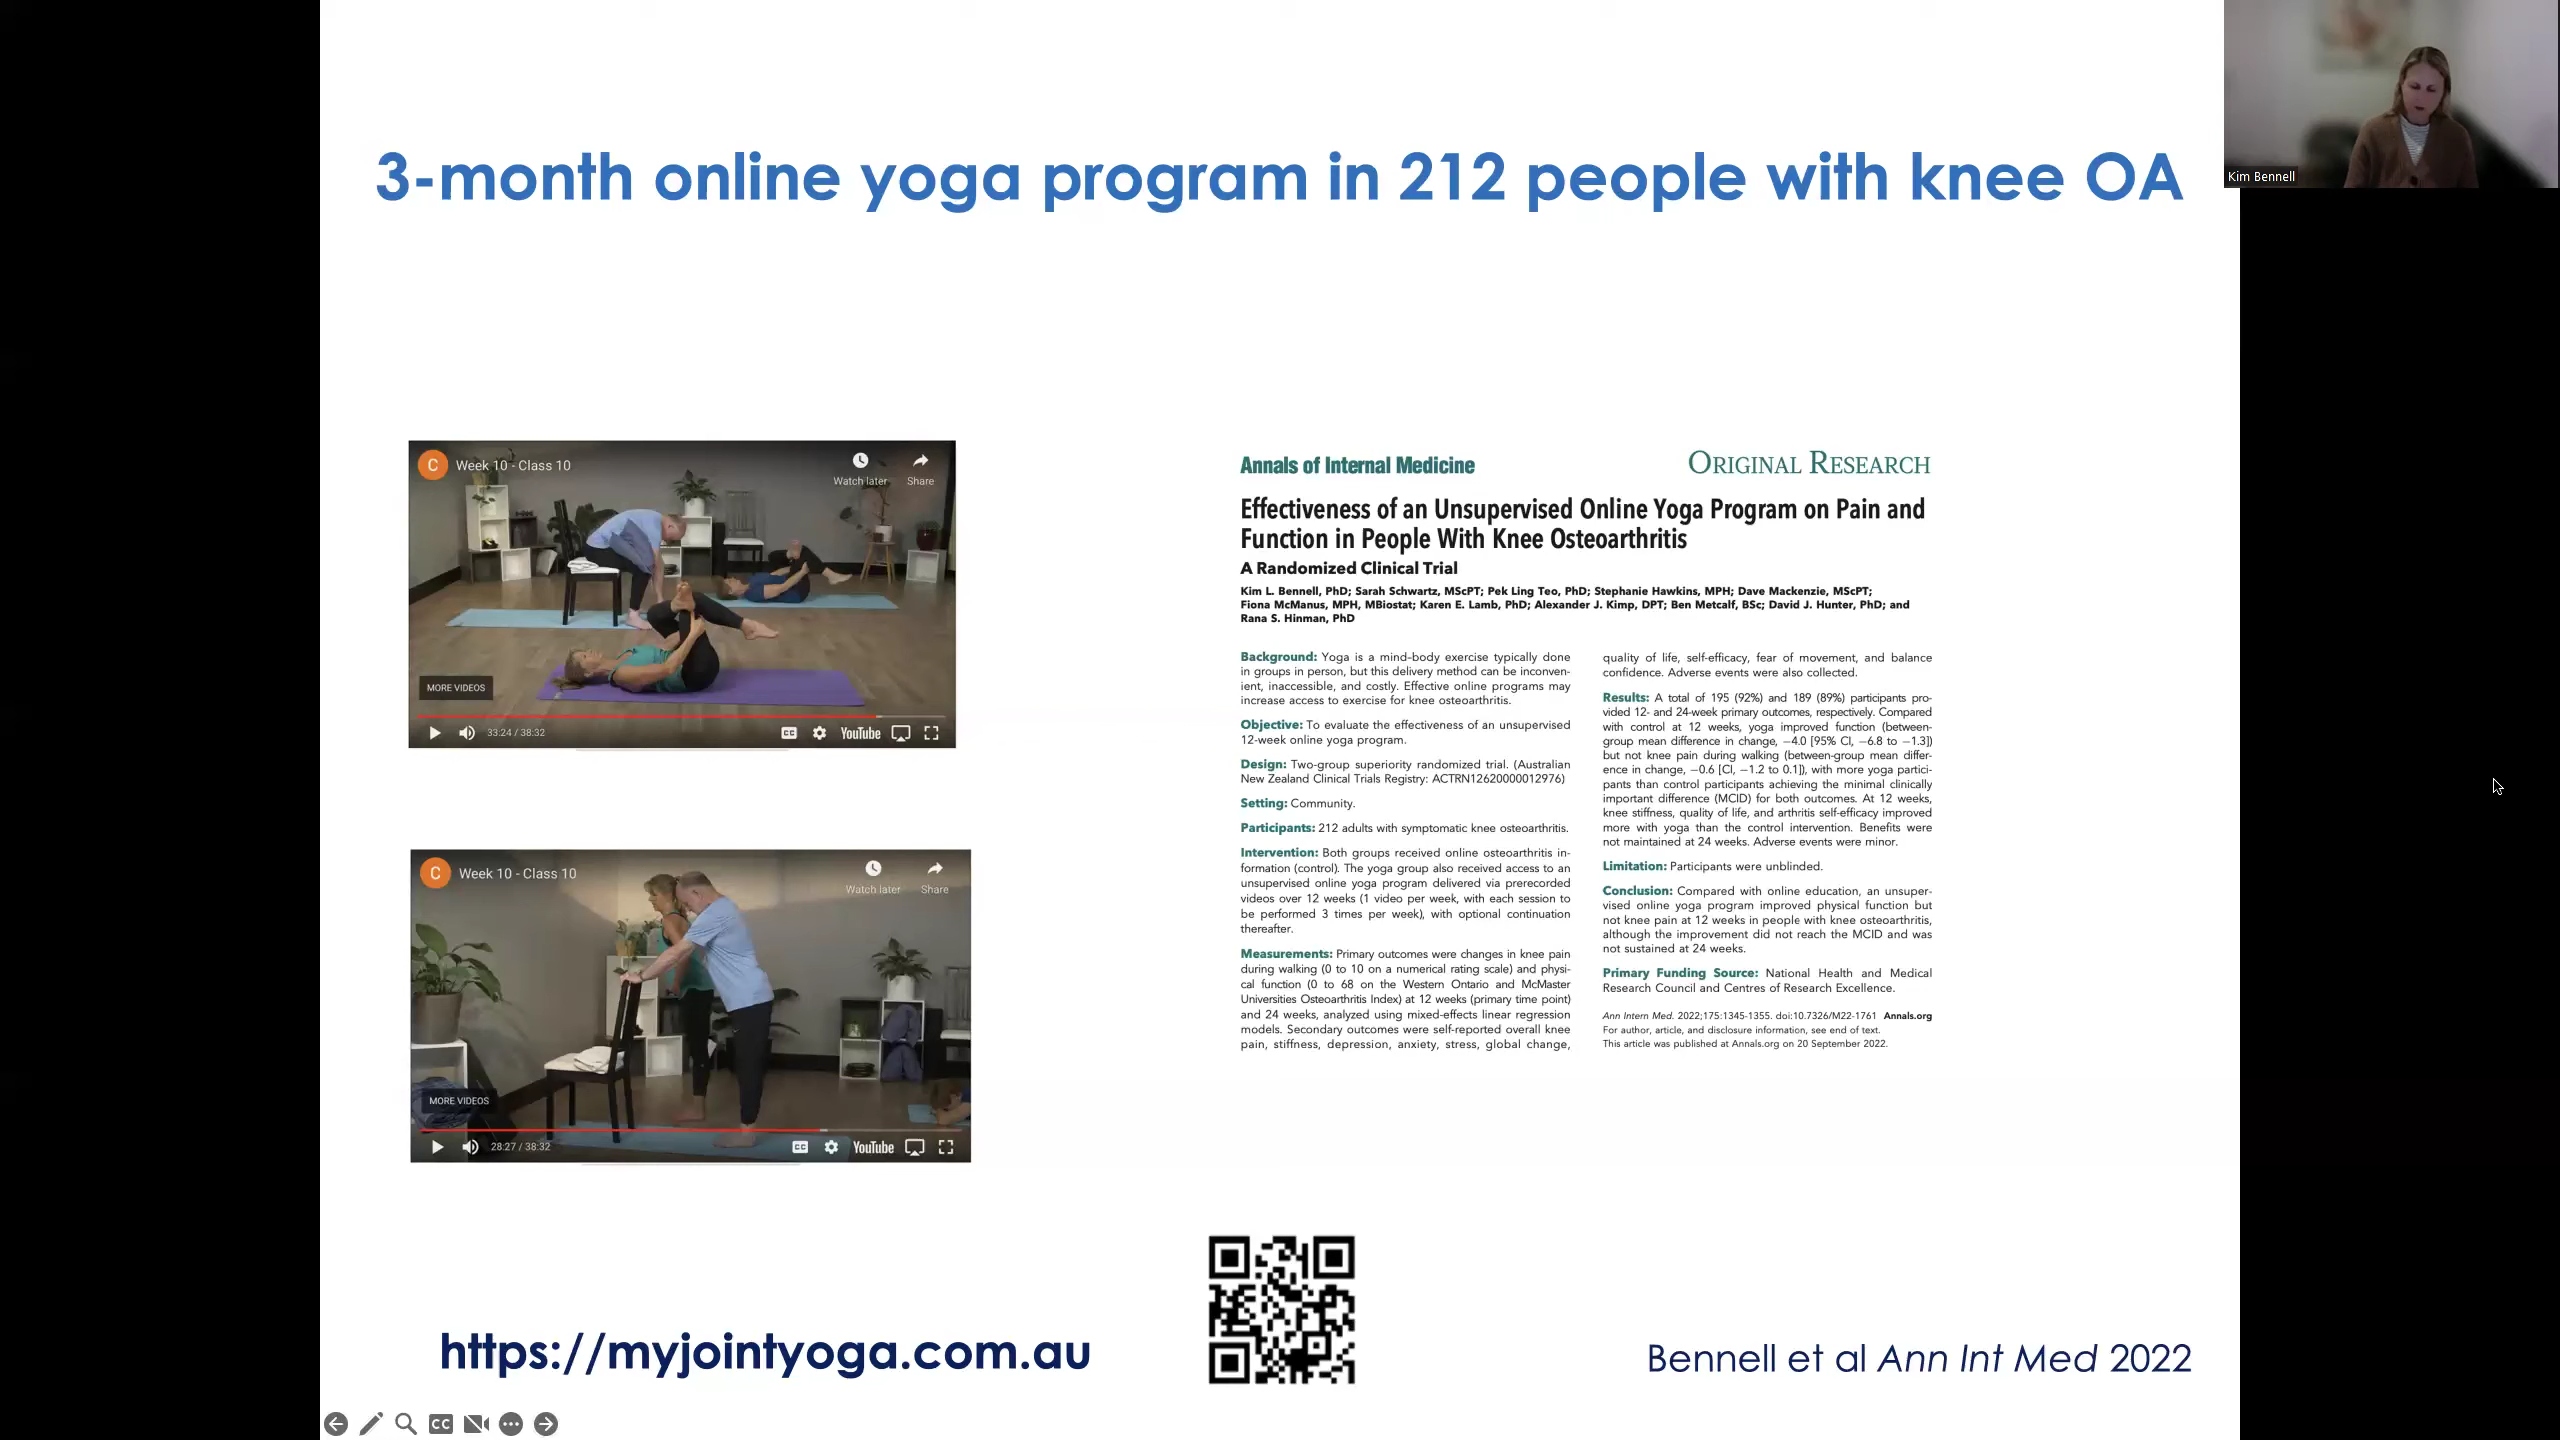 3-month online yoga program in 212 people with knee OA
Kim Bennell
Week 10 - Class 10
Watch later
Share
MORE VIDEOS
33:24 / 38:32
CC
YouTube
Week 10 - Class 10
Watch later
Share
MORE VIDEOS
28:27 / 38:32
CC
YouTube
Annals of Internal Medicine
ORIGINAL RESEARCH
Effectiveness of an Unsupervised Online Yoga Program on Pain and
Function in People With Knee Osteoarthritis
A Randomized Clinical Trial
Kim L. Bennell, PhD; Sarah Schwartz, MScPT; Pek Ling Teo, PhD; Stephanie Hawkins, MPH; Dave Mackenzie, MScPT;
Fiona McManus, MPH, MBiostat; Karen E. Lamb, PhD; Alexander J. Kimp, DPT; Ben Metcalf, BSc; David J. Hunter, PhD; and
Rana S. Hinman, PhD
Background: Yoga is a mind–body exercise typically done
in groups in person, but this delivery method can be inconven-
ient, inaccessible, and costly. Effective online programs may
increase access to exercise for knee osteoarthritis.
Objective: To evaluate the effectiveness of an unsupervised
12-week online yoga program.
Design: Two-group superiority randomized trial. (Australian
New Zealand Clinical Trials Registry: ACTRN12620000012976)
Setting: Community.
Participants: 212 adults with symptomatic knee osteoarthritis.
Intervention: Both groups received online osteoarthritis in-
formation (control). The yoga group also received access to an
unsupervised online yoga program delivered via prerecorded
videos over 12 weeks (1 video per week, with each session to
be performed 3 times per week), with optional continuation
thereafter.
Measurements: Primary outcomes were changes in knee pain
during walking (0 to 10 on a numerical rating scale) and physi-
cal function (0 to 68 on the Western Ontario and McMaster
Universities Osteoarthritis Index) at 12 weeks (primary time point)
and 24 weeks, analyzed using mixed-effects linear regression
models. Secondary outcomes were self-reported overall knee
pain, stiffness, depression, anxiety, stress, global change,
quality of life, self-efficacy, fear of movement, and balance
confidence. Adverse events were also collected.
Results: A total of 195 (92%) and 189 (89%) participants pro-
vided 12- and 24-week primary outcomes, respectively. Compared
with control at 12 weeks, yoga improved function (between-
group mean difference in change, −4.0 [95% CI, −6.8 to −1.3])
but not knee pain during walking (between-group mean differ-
ence in change, −0.6 [CI, −1.2 to 0.1]), with more yoga partici-
pants than control participants achieving the minimal clinically
important difference (MCID) for both outcomes. At 12 weeks,
knee stiffness, quality of life, and arthritis self-efficacy improved
more with yoga than the control intervention. Benefits were
not maintained at 24 weeks. Adverse events were minor.
Limitation: Participants were unblinded.
Conclusion: Compared with online education, an unsuper-
vised online yoga program improved physical function but
not knee pain at 12 weeks in people with knee osteoarthritis,
although the improvement did not reach the MCID and was
not sustained at 24 weeks.
Primary Funding Source: National Health and Medical
Research Council and Centres of Research Excellence.
Ann Intern Med. 2022;175:1345-1355. doi:10.7326/M22-1761 Annals.org
For author, article, and disclosure information, see end of text.
This article was published at Annals.org on 20 September 2022.
https://myjointyoga.com.au
Bennell et al Ann Int Med 2022
CC